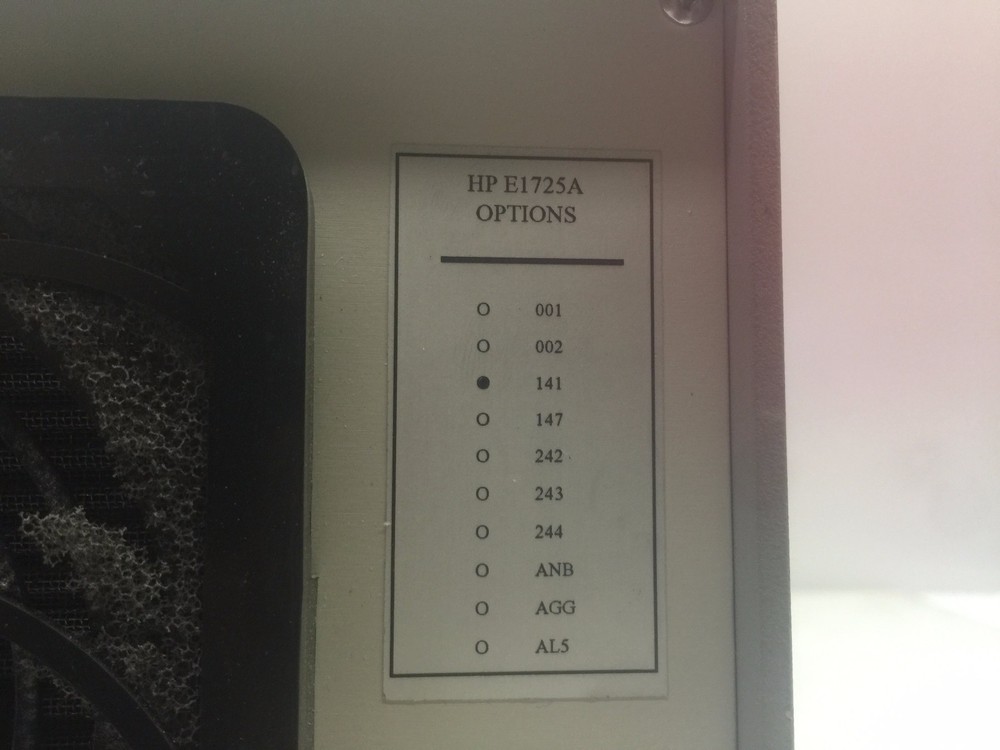 HP E1725A
OPTIONS
O 001
O 002
● 141
O 147
O 242
O 243
O 244
O ANB
O AGG
O AL5